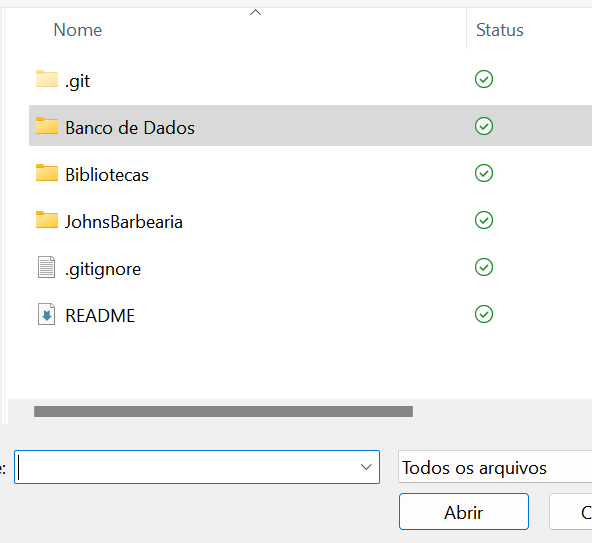 Nome Status
.git
Banco de Dados
Bibliotecas
JohnsBarbearia
.gitignore
README
e: Todos os arquivos
Abrir C